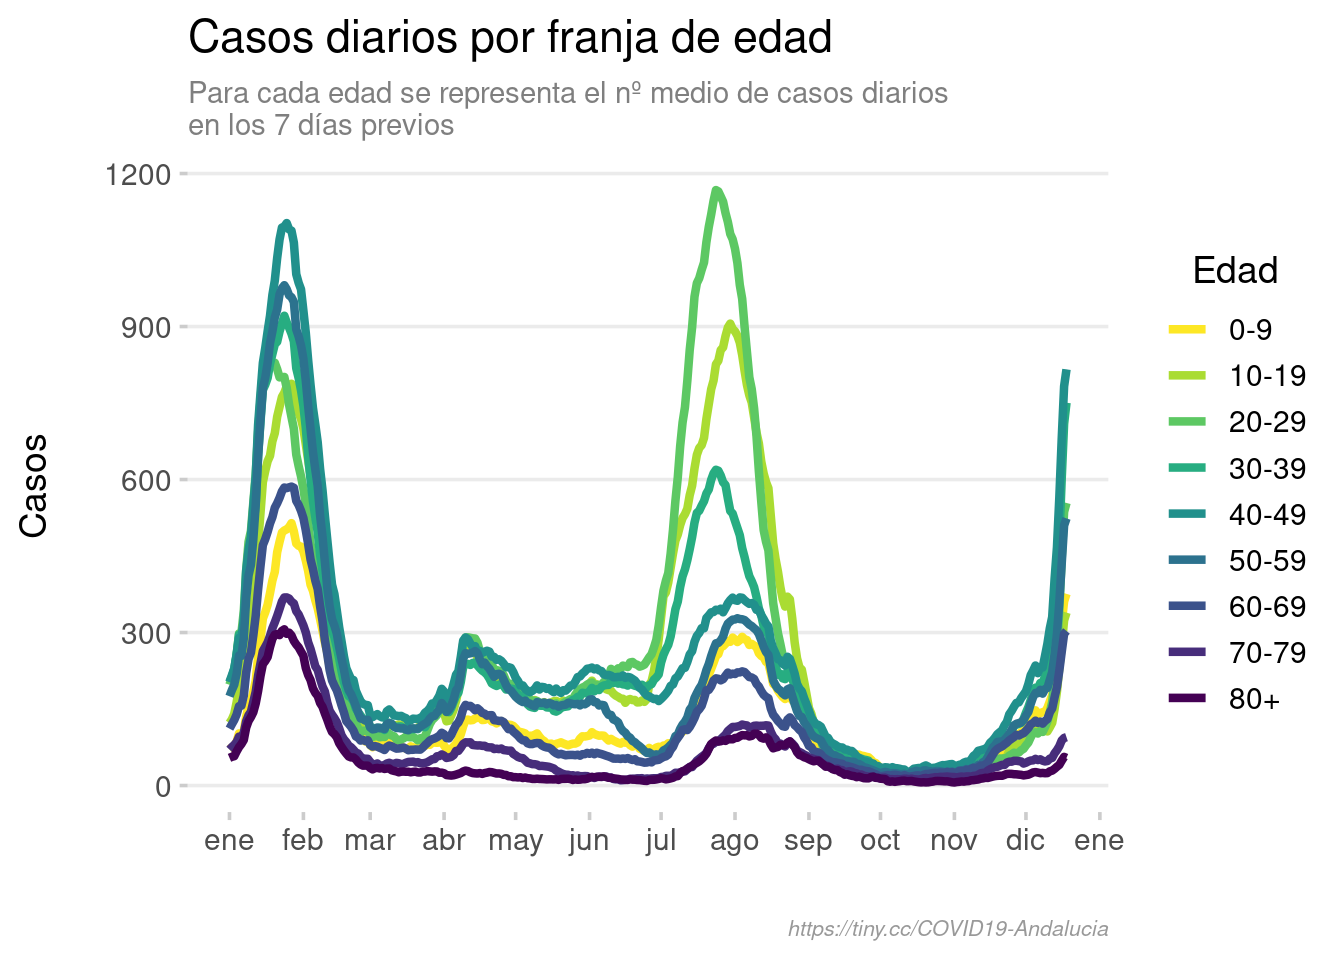 Casos diarios por franja de edad
Para cada edad se representa el nº medio de casos diarios
en los 7 días previos
Casos
1200
900
600
300
0
ene feb mar abr may jun jul ago sep oct nov dic ene
Edad
0-9
10-19
20-29
30-39
40-49
50-59
60-69
70-79
80+
https://tiny.cc/COVID19-Andalucia